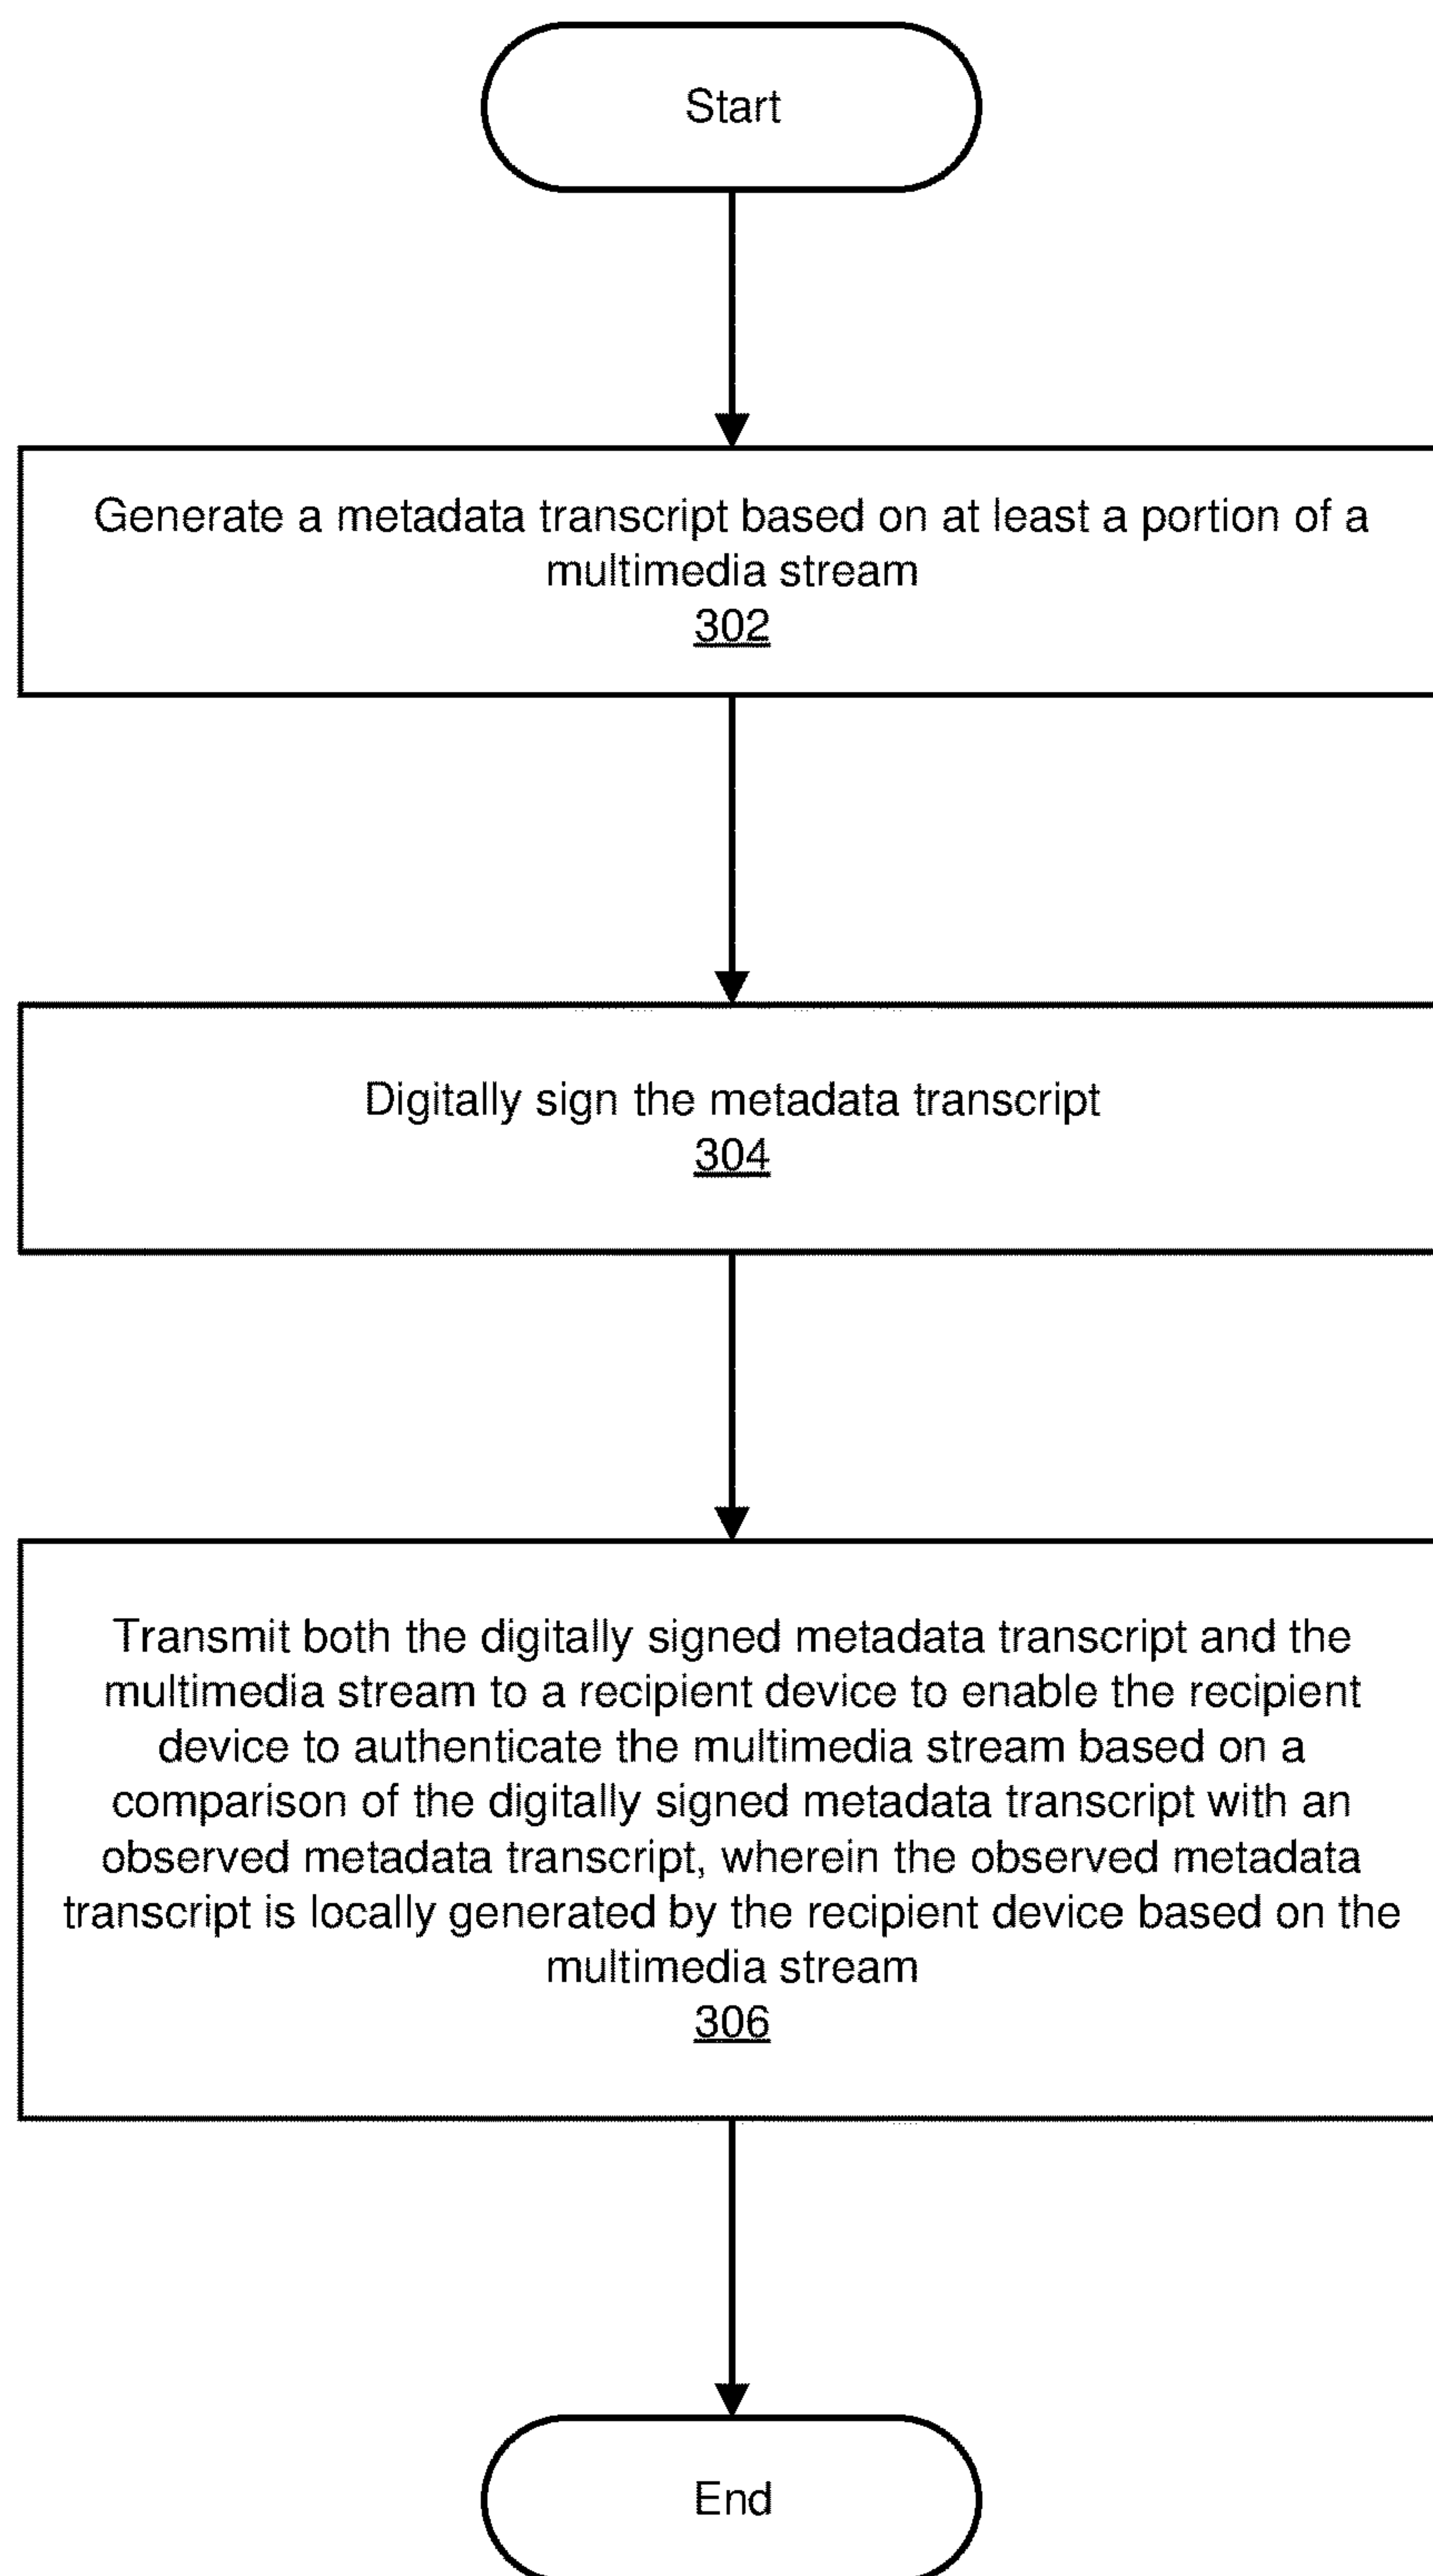 Start
Generate a metadata transcript based on at least a portion of a
multimedia stream
302
Digitally sign the metadata transcript
304
Transmit both the digitally signed metadata transcript and the
multimedia stream to a recipient device to enable the recipient
device to authenticate the multimedia stream based on a
comparison of the digitally signed metadata transcript with an
observed metadata transcript, wherein the observed metadata
transcript is locally generated by the recipient device based on the
multimedia stream
306
End